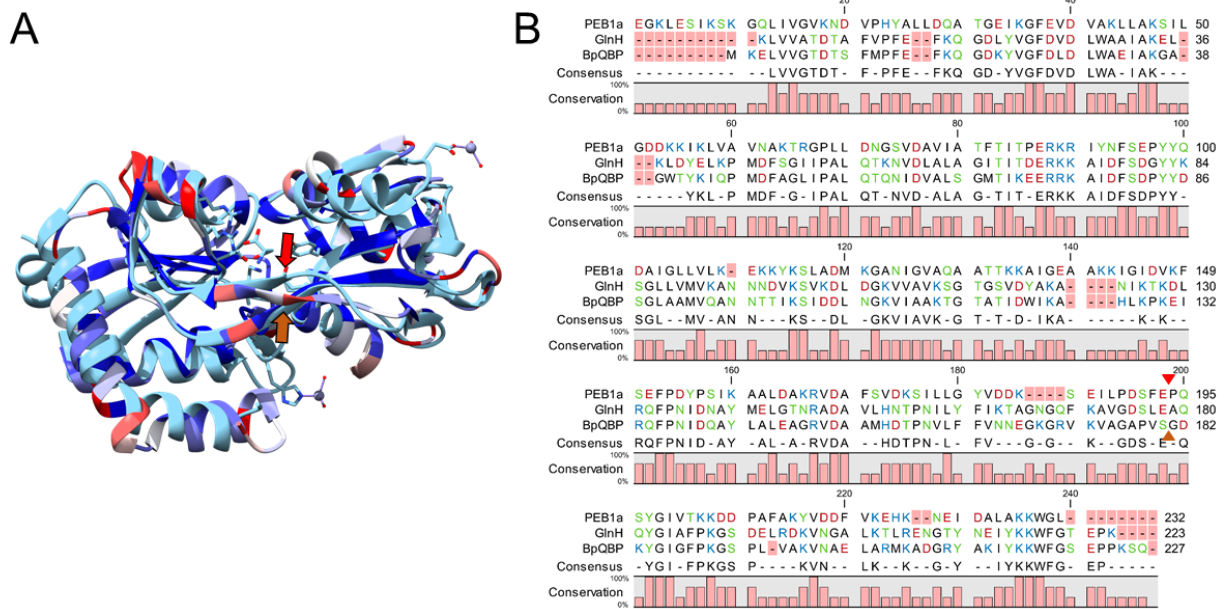 A
B
20 40
PEB1a EGKLESIKSK GQLIVGVKND VPHYALLDQA TGEIKGFEVD VAKLLAKSIL 50
GlnH - - - - - - - - - - - KLVVATDTA FVPFE - - FKQG DLYVGFDVD LWAAIAKEL - 36
BpQBP - - - - - - - - - M KELVVGTDTS FMPFE - - FKQG DKYVGFDLD LWAEIAKGA - 38
Consensus - - - - - - - - - - - - LVVGTDT - F - PFE - - FKQ GD - YVGFDVD LWA - IAK - - -
Conservation 100% 0%
60 80 100
PEB1a GDDKKIKLVA VNAKTRGPLL DNGSVDAVIA TFTITPERKR IYNFSEPYYQ 100
GlnH - - KLDYELKP MDFSGIIPAL QTKNVDLALA GITITDERKK AIDFSDGYYK 84
BpQBP - - GWTYKIQP MDFAGLIPAL QTQNIDVALS GMTIKEERRK AIDFSDPYYD 86
Consensus - - - - - YKL - P MDF - G - IPAL QT - NVD - ALA G - TIT - ERKK AIDFSDPYY -
Conservation 100% 0%
120 140
PEB1a DAIGLLVLK - EKKYKSLADM KGANIGVAQA ATTKKAIGEA AKKIGIDVKF 149
GlnH SGLLVMVKAN NNDVKSVKDL DGKVVAVKSG TGSVDYAKA - - - - NIKTKDL 130
BpQBP SGLAAMVQAN NTTIKSIDDL NGKVIAAKTG TATIDWIKA - - - - HLKPKEI 132
Consensus SGL - - MV - AN N - - - KS - - DL - GKVIAVK - G T - T - D - IKA - - - - - - K - K - -
Conservation 100% 0%
160 180 200
PEB1a SEFPDYPSIK AALDAKRVDA FSVDKSILLG YVDDK - - - - S EILPDSFEPQ 195
GlnH RQFPNIDNAY MELGTNRADA VLHNTPNILY FIKTAGNGQF KAVGDSLEAQ 180
BpQBP RQFPNIDQAY LALEAGRVDA AMHDTPNVLF FVNNEGKGRV KVAGAPVSGD 182
Consensus RQFPNID - AY - AL - A - RVDA - - HDTPN - L - FV - - - G - G - - K - AGDS - E - Q
Conservation 100% 0%
220 240
PEB1a SYGIVTKKDD PAFAKYVDDF VKEHK - - NEI DALAKKWGL - - - - - - - - 232
GlnH QYGIAFPKGS DELRDKVNGA LKTLRENGTY NEIYKKWFGT EPK - - - - 223
BpQBP KYGIGFPKGS PL - VAKVNAE LARMKADGRY AKIYKKWFGS EPPKSQ - 227
Consensus - YGI - FPKGS P - - - - KVN - - LK - - K - - G - Y - - IYKKWFG - EP - - - - -
Conservation 100% 0%